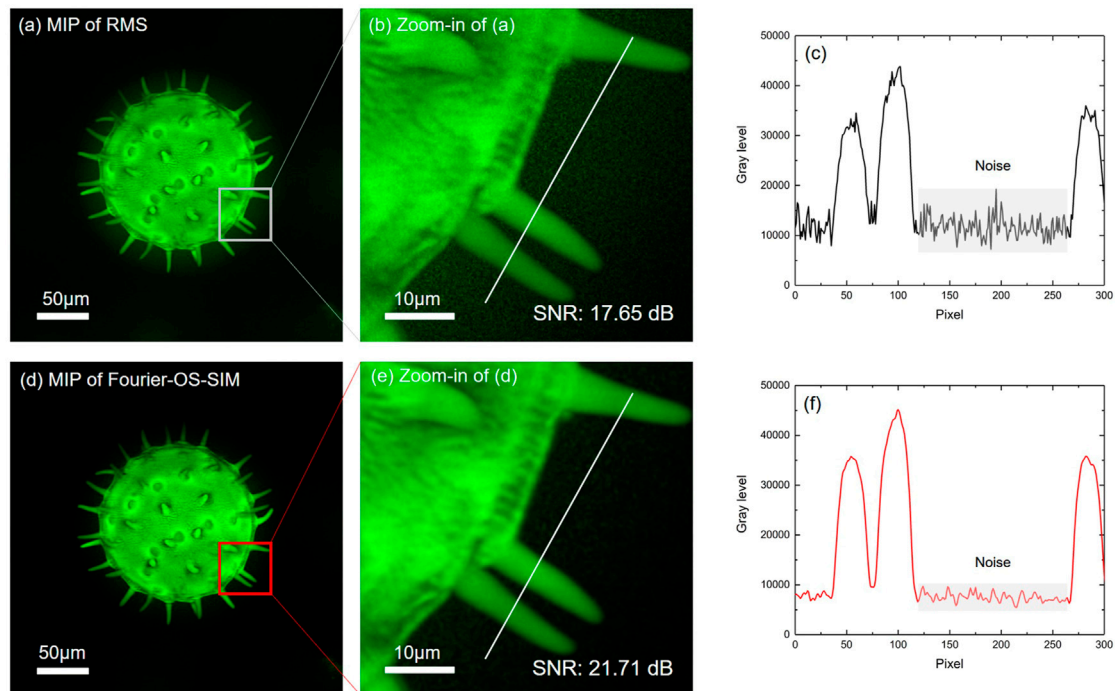 (a) MIP of RMS
50μm
(b) Zoom-in of (a)
10μm
SNR: 17.65 dB
(c)
Gray level
50000
40000
30000
20000
10000
0
Noise
0 50 100 150 200 250 300
Pixel
(d) MIP of Fourier-OS-SIM
50μm
(e) Zoom-in of (d)
10μm
SNR: 21.71 dB
(f)
Gray level
50000
40000
30000
20000
10000
0
Noise
0 50 100 150 200 250 300
Pixel